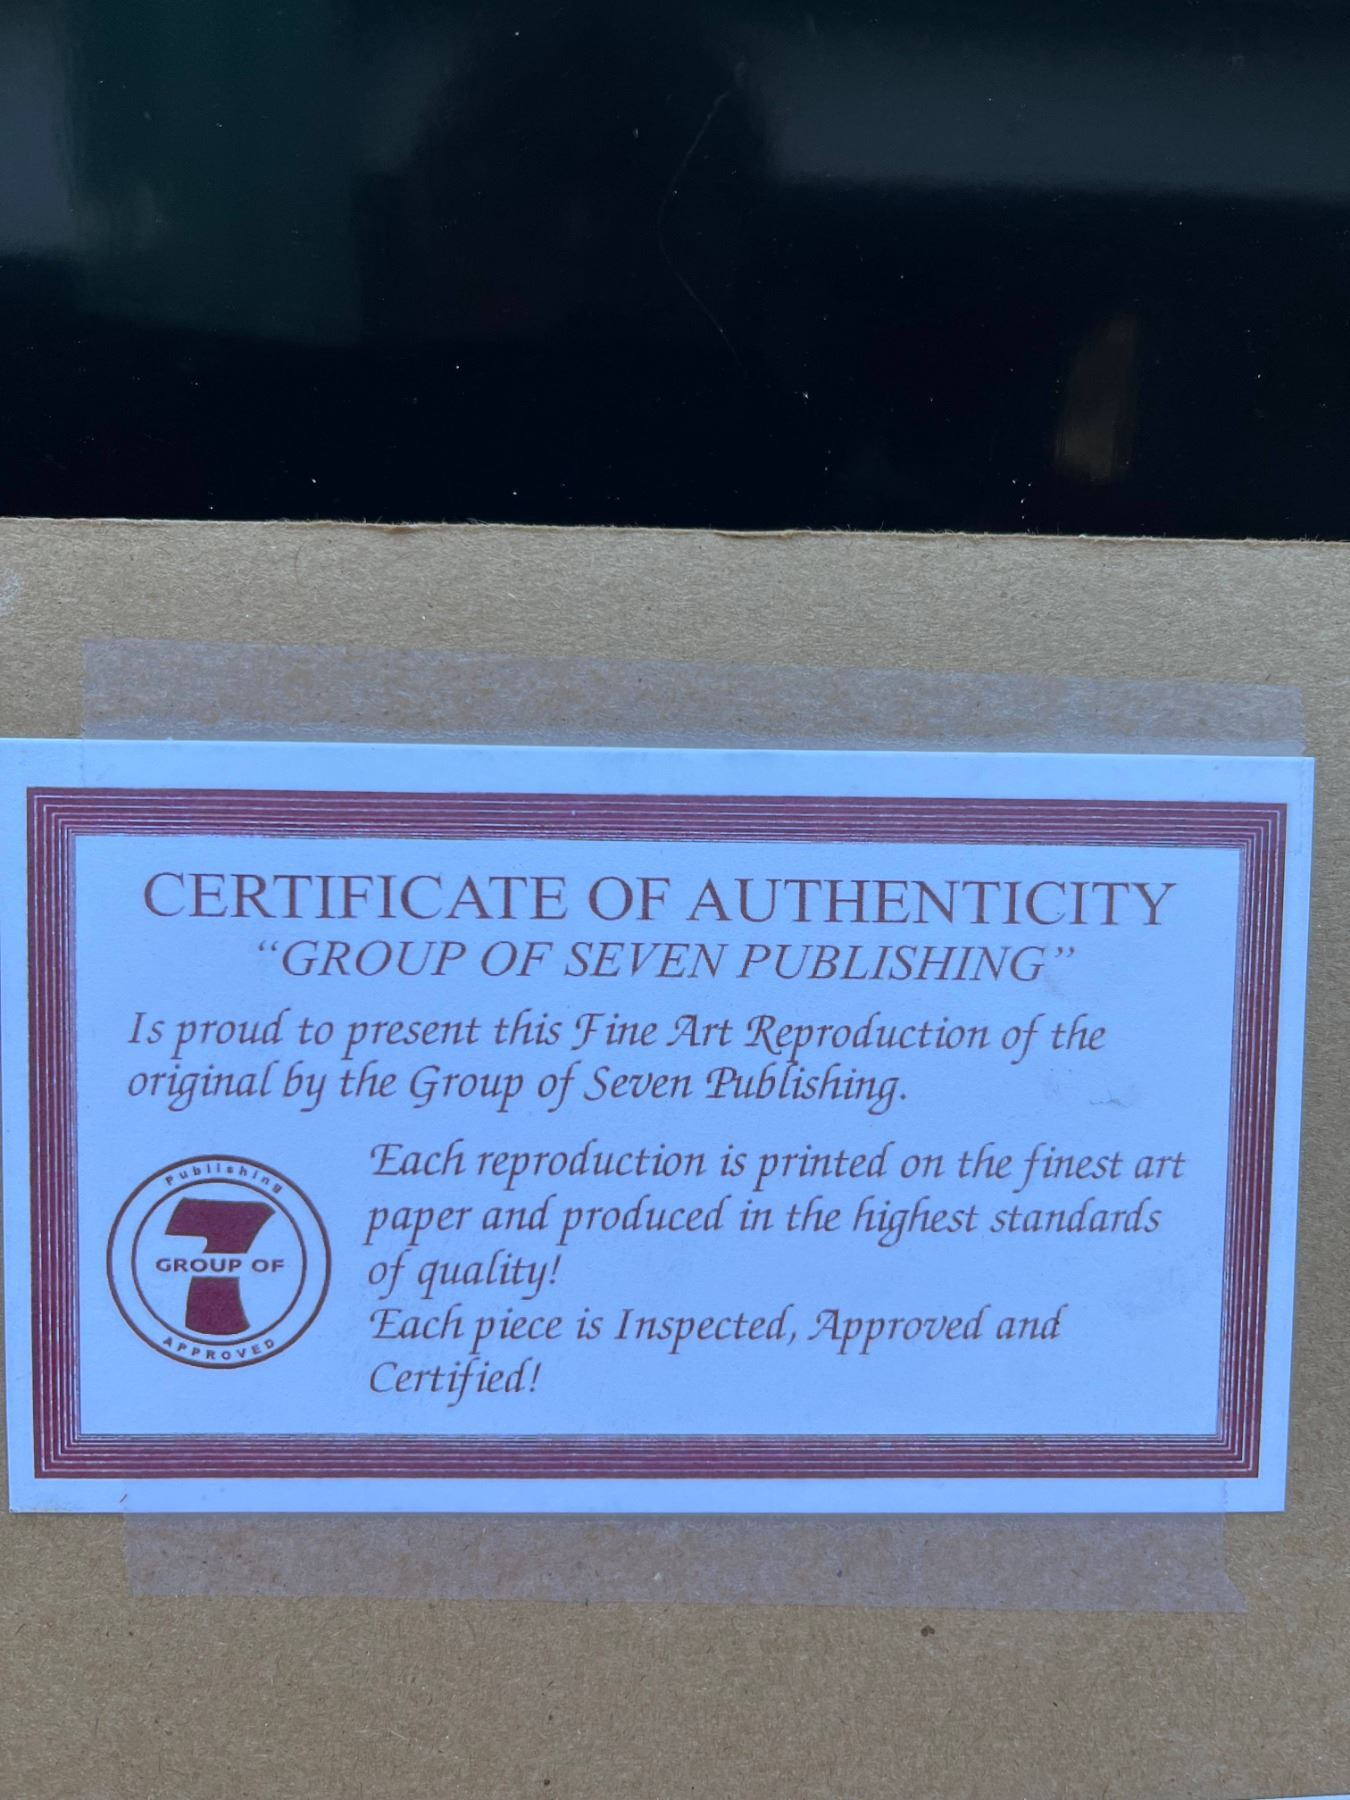 CERTIFICATE OF AUTHENTICITY
“GROUP OF SEVEN PUBLISHING”
Is proud to present this Fine Art Reproduction of the
original by the Group of Seven Publishing.
Each reproduction is printed on the finest art
paper and produced in the highest standards
of quality!
Each piece is Inspected, Approved and
Certified!
Publishing
7
GROUP OF
APPROVED